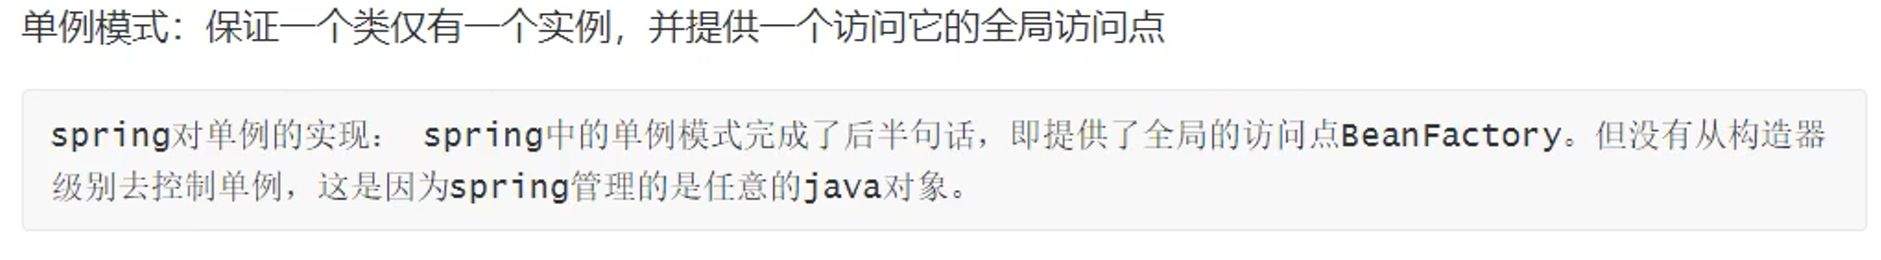 单例模式：保证一个类仅有一个实例，并提供一个访问它的全局访问点
spring对单例的实现： spring中的单例模式完成了后半句话，即提供了全局的访问点BeanFactory。但没有从构造器
级别去控制单例，这是因为spring管理的是任意的java对象。